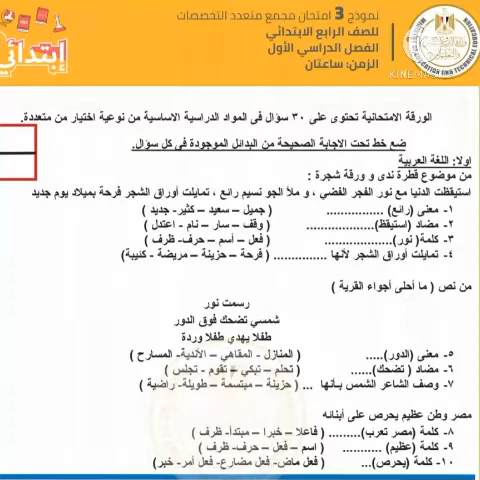 نموذج 3 امتحان مجمع متعدد التخصصات
للصف الرابع الابتدائي
الفصل الدراسي الأول
الزمن: ساعتان
إبتدائي
KINEM
الورقة الامتحانية تحتوى على ٣٠ سؤال فى المواد الدراسية الاساسية من نوعية اختيار من متعددة.
ضع خط تحت الاجابة الصحيحة من البدائل الموجودة فى كل سؤال.
اولا: اللغة العربية
من موضوع قطرة ندى و ورقة شجرة :
استيقظت الدنيا مع نور الفجر الفضي ، و ملأ الجو نسيم رائع ، تمايلت أوراق الشجر فرحة بميلاد يوم جديد
١- معنى (رائع) ................ ( جميل – سعيد – كثير- جديد )
٢- مضاد (استيقظ)................... ( وقف – سار – نام - اعتدل )
٣- كلمة( نور)................... ( فعل – أسم – حرف- ظرف )
٤- تمايلت أوراق الشجر لأنها ............... ( فرحة – حزينة – مريضة - كئيبة)
من نص ( ما أحلى أجواء القرية )
رسمت نور
شمسي تضحك فوق الدور
طفلا يهدي طفلا وردة
٥- معنى (الدور)..... ( المنازل - المقاهي – الأندية- المسارح )
٦- مضاد ( تضحك)...... ( تحلم – تبكي – تقوم - تجلس )
٧- وصف الشاعر الشمس بأنها ... ( حزينة – مبتسمة – طويلة- راضية )
مصر وطن عظيم يحرص على أبنائه
٨- كلمة (مصر تعرب)......... ( فاعلا – خبرا – مبتدأ- ظرف )
٩- كلمة (عظيم)........... ( اسم – فعل – حرف- ظرف )
١٠- كلمة (يحرص)... ( فعل ماض- فعل مضارع- فعل أمر- خبر)